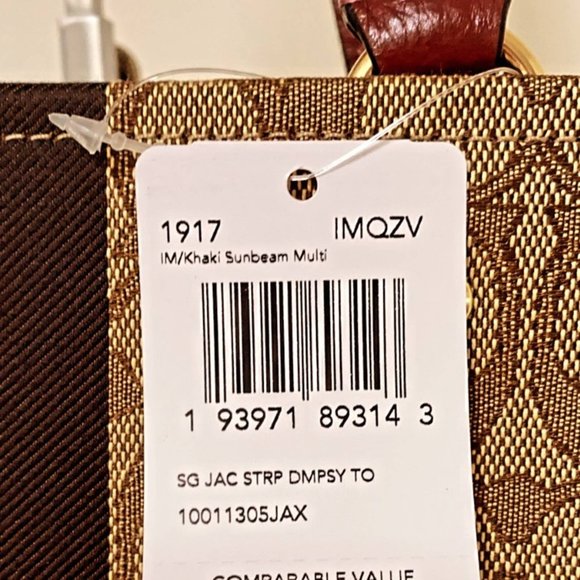 1917 IMQZV
IM/Khaki Sunbeam Multi
1 93971 89314 3
SG JAC STRP DMPSY TO
10011305JAX
COMPARABLE VALUE